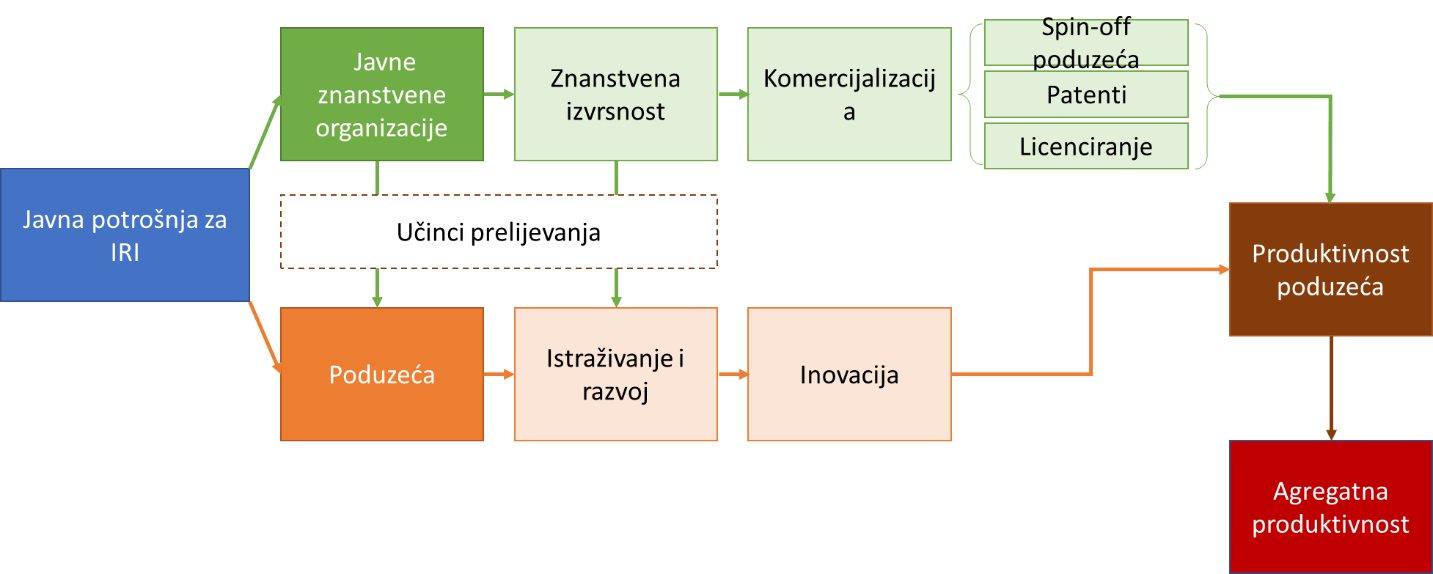 Javne
znanstvene
organizacije
Znanstvena
izvrsnost
Komercijalizacij
a
Spin-off
poduzeća
Patenti
Licenciranje
Javna potrošnja za
IRI
Učinci prelijevanja
Produktivnost
poduzeća
Poduzeća
Istraživanje i
razvoj
Inovacija
Agregatna
produktivnost